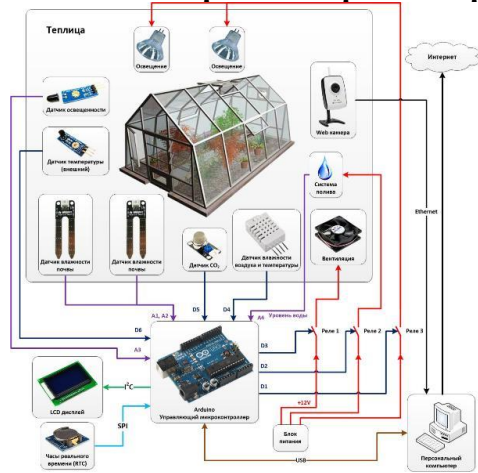 Теплица
Освещение
Освещение
Интернет
Датчик освещенности
Web камера
Датчик температуры
(внешний)
Система
полива
Ethernet
Датчик влажности
почвы
Датчик влажности
почвы
Датчик CO₂
Датчик влажности
воздуха и температуры
Вентиляция
A1, A2
D5
D4
A4
Уровень воды
D6
A3
D3
Реле 1
Реле 2
Реле 3
D2
D1
I²C
LCD дисплей
Arduino
Управляющий микроконтроллер
+12V
SPI
Часы реального
времени (RTC)
Блок
питания
USB
Персональный
компьютер